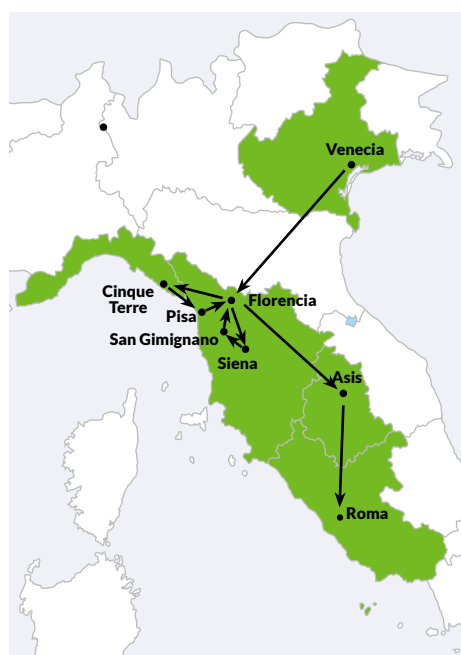 Venecia
Cinque
Terre
Florencia
Pisa
San Gimignano
Siena
Asis
Roma